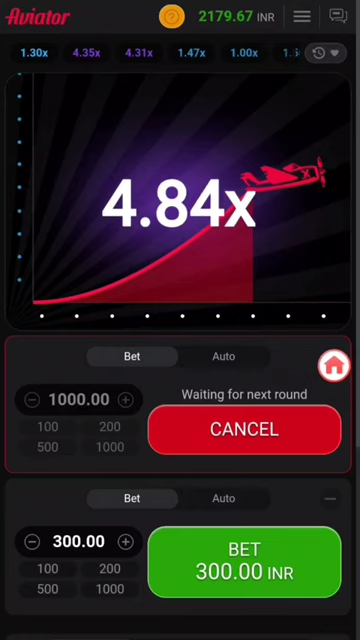 Aviator
2179.67 INR
1.30x 4.35x 4.31x 1.47x 1.00x
4.84x
Bet Auto
1000.00
Waiting for next round
CANCEL
100 200
500 1000
Bet Auto
300.00
BET
300.00 INR
100 200
500 1000